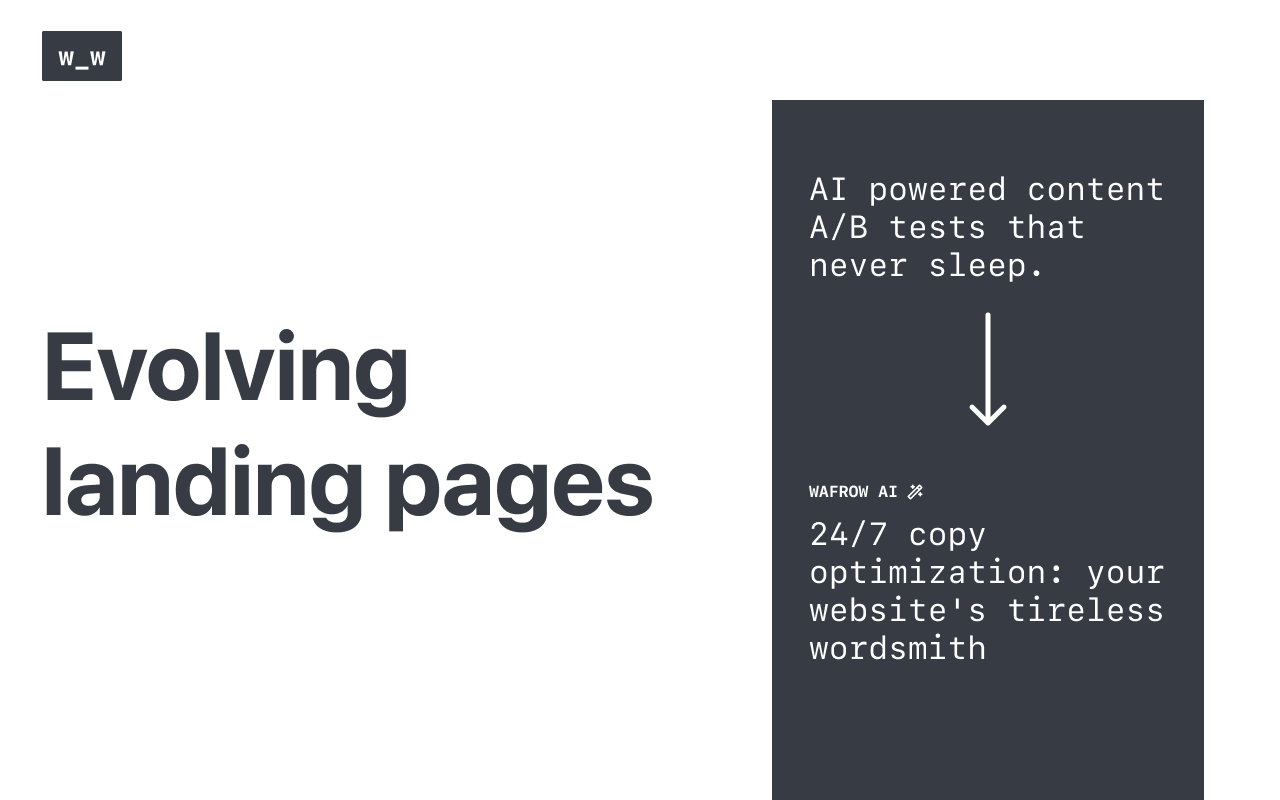 w_w
Evolving
landing pages
AI powered content
A/B tests that
never sleep.
WAFROW AI
24/7 copy
optimization: your
website's tireless
wordsmith